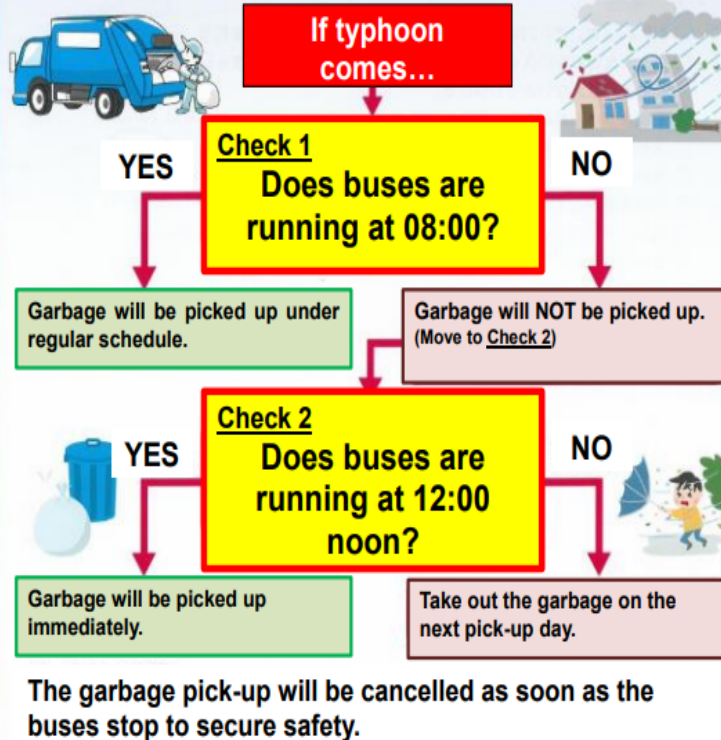 If typhoon
comes…
Check 1
YES
Does buses are
running at 08:00?
NO
Garbage will be picked up under
regular schedule.
Garbage will NOT be picked up.
(Move to Check 2)
Check 2
YES
Does buses are
running at 12:00
noon?
NO
Garbage will be picked up
immediately.
Take out the garbage on the
next pick-up day.
The garbage pick-up will be cancelled as soon as the
buses stop to secure safety.